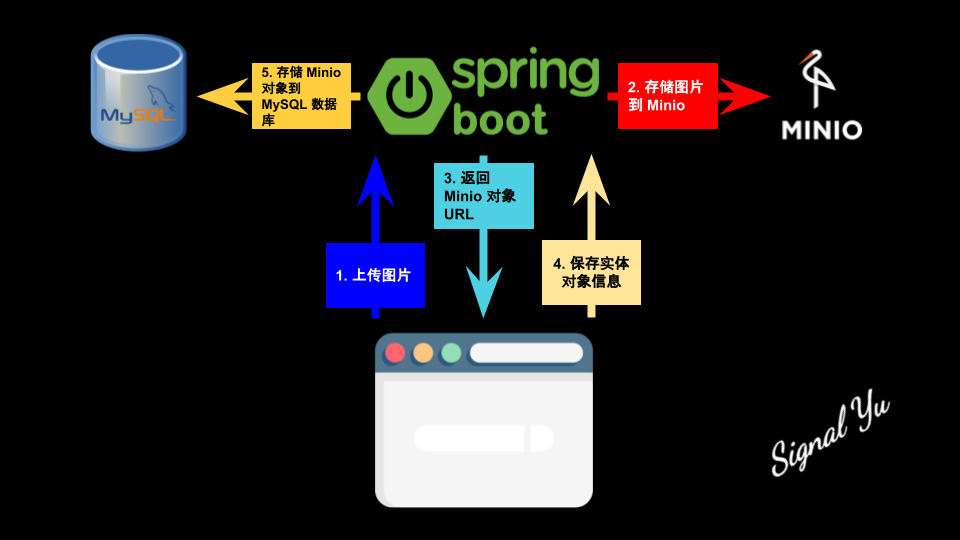 MySQL
5. 存储 Minio
对象到
MySQL 数据
库
spring
boot
2. 存储图片
到 Minio
MINIO
3. 返回
Minio 对象
URL
1. 上传图片
4. 保存实体
对象信息
Signal Yu